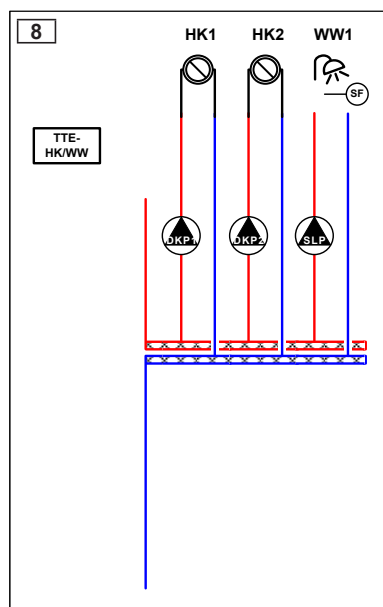 8
HK1 HK2 WW1
SF
TTE-
HK/WW
DKP1 DKP2 SLP